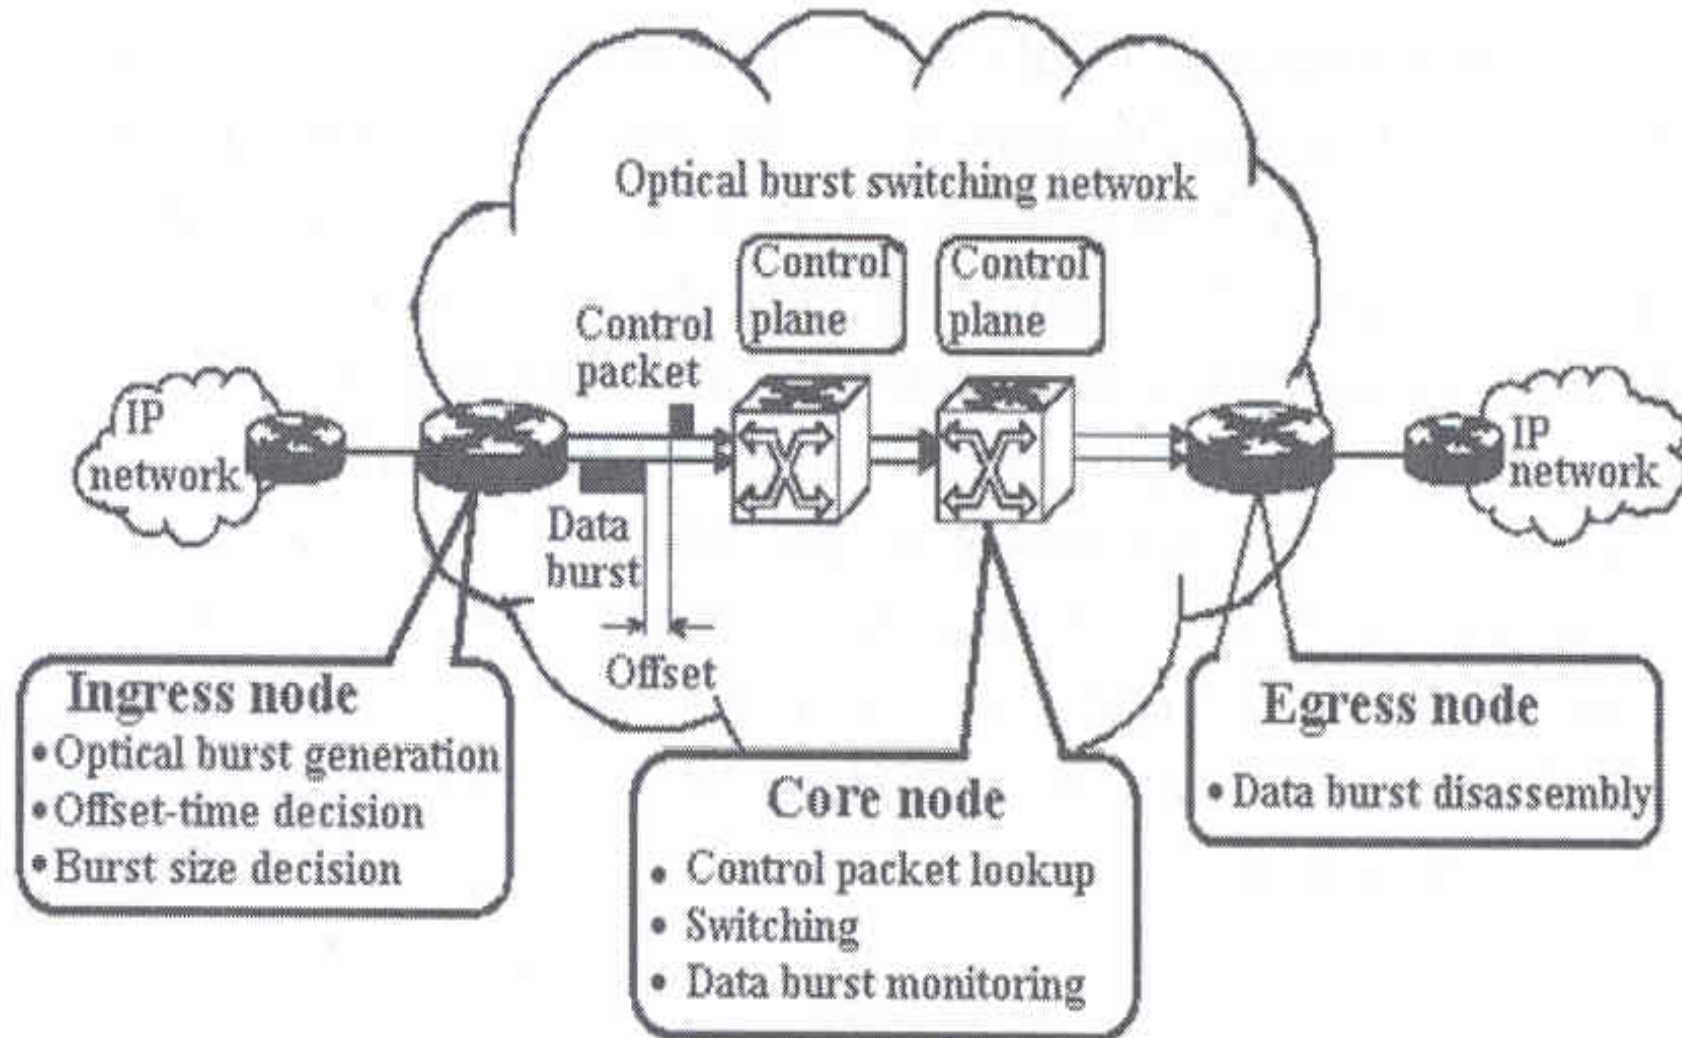 Optical burst switching network
Control
plane
Control
plane
Control
packet
IP
network
IP
network
Data
burst
Offset
Ingress node
• Optical burst generation
• Offset-time decision
• Burst size decision
Core node
• Control packet lookup
• Switching
• Data burst monitoring
Egress node
• Data burst disassembly